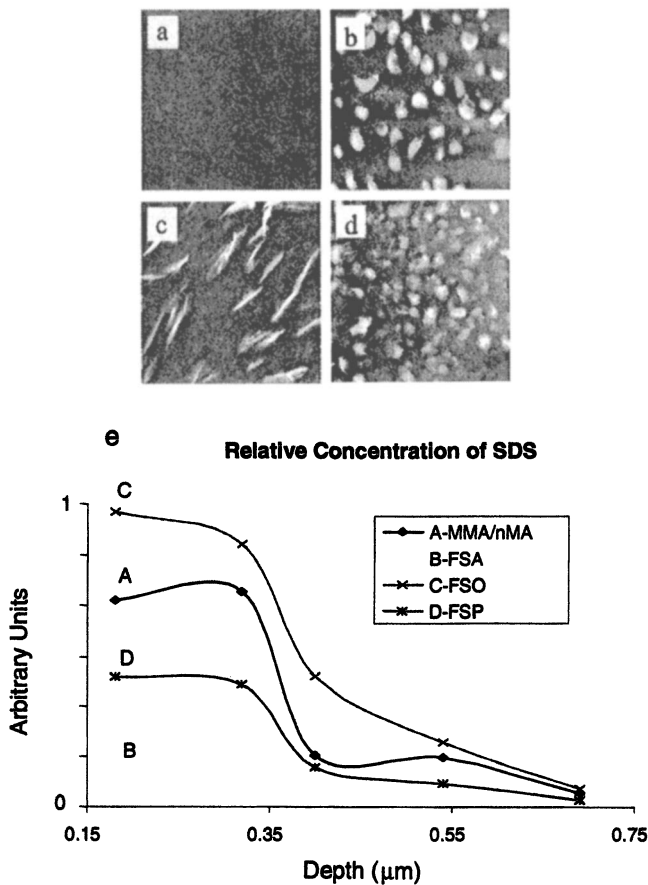 a
b
c
d
e
Relative Concentration of SDS
1
C
A
D
B
0
A-MMA/nMA
B-FSA
C-FSO
D-FSP
Arbitrary Units
0.15 0.35 0.55 0.75
Depth (μm)